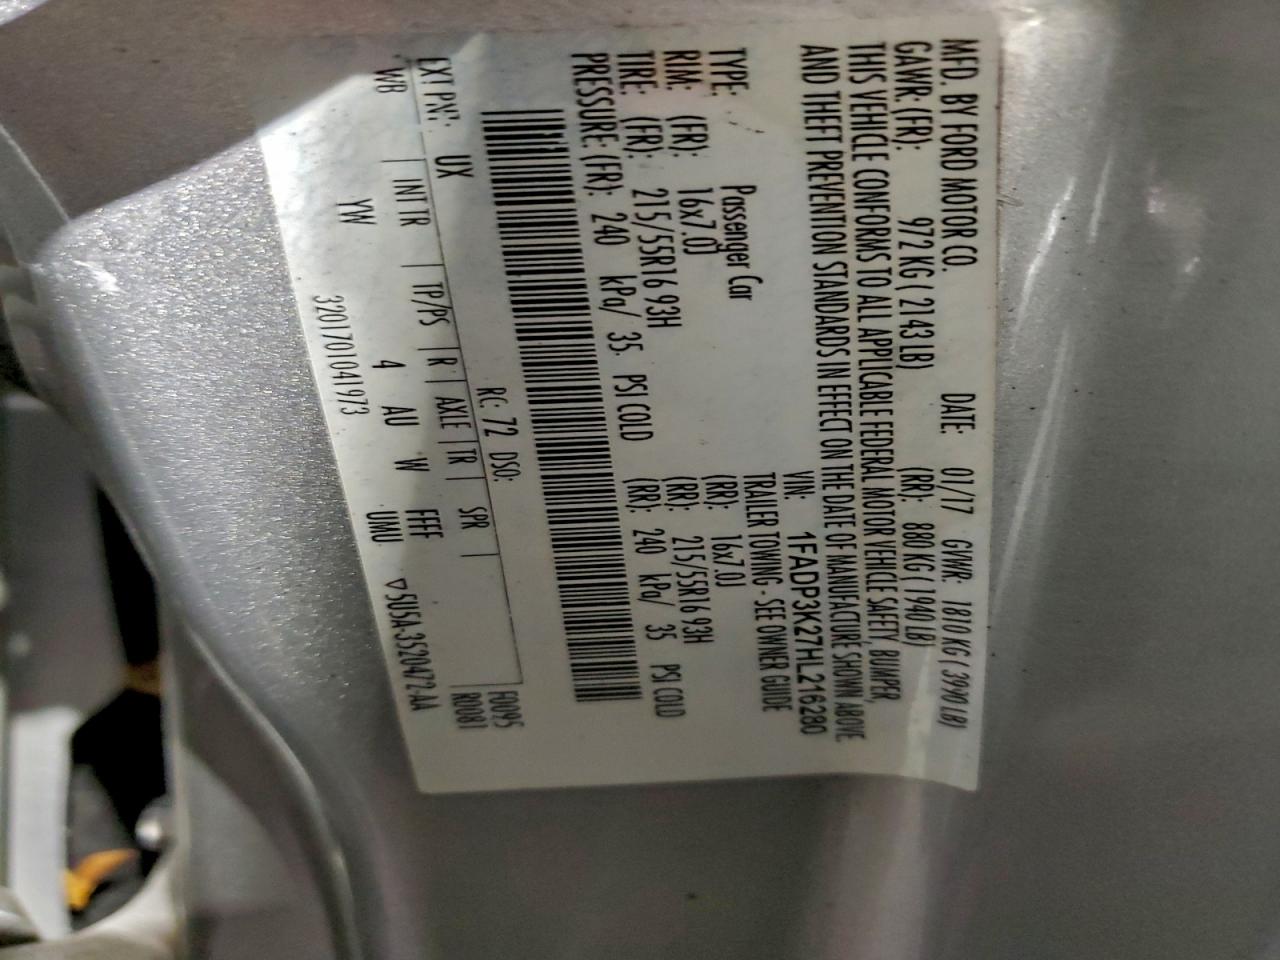 MFD. BY FORD MOTOR CO. DATE: 01/17 GVWR: 1810 KG ( 3990 LB)
GAWR: (FR): 972 KG ( 2143 LB) (RR): 880 KG ( 1940 LB)
THIS VEHICLE CONFORMS TO ALL APPLICABLE FEDERAL MOTOR VEHICLE SAFETY, BUMPER,
AND THEFT PREVENTION STANDARDS IN EFFECT ON THE DATE OF MANUFACTURE SHOWN ABOVE
VIN: 1FADP3K27HL216280
TYPE: Passenger Car TRAILER TOWING - SEE OWNER GUIDE
RIM: (FR): 16x7.0J (RR): 16x7.0J
TIRE: (FR): 215/55R16 93H (RR): 215/55R16 93H
PRESSURE: (FR): 240 kPa/ 35 PSI COLD (RR): 240 kPa/ 35 PSI COLD
F0095
RC: 72 DSO: R0081
EXT PNT: UX
WB INT TR TP/PS R AXLE TR SPR
YW 4 AU W FFFF
3201701041973 UMU ▽5U5A-3520472-AA